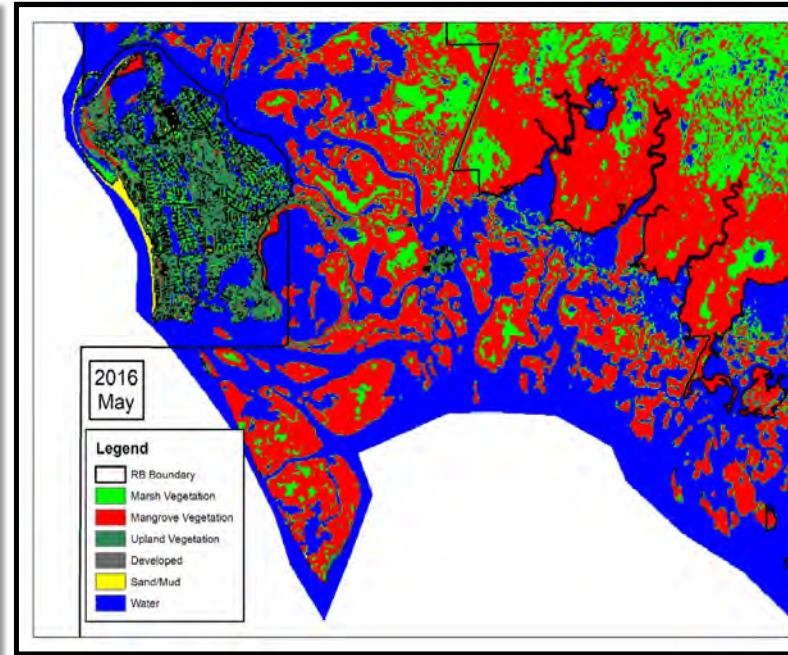 2016
May
Legend
RB Boundary
Marsh Vegetation
Mangrove Vegetation
Upland Vegetation
Developed
Sand/Mud
Water